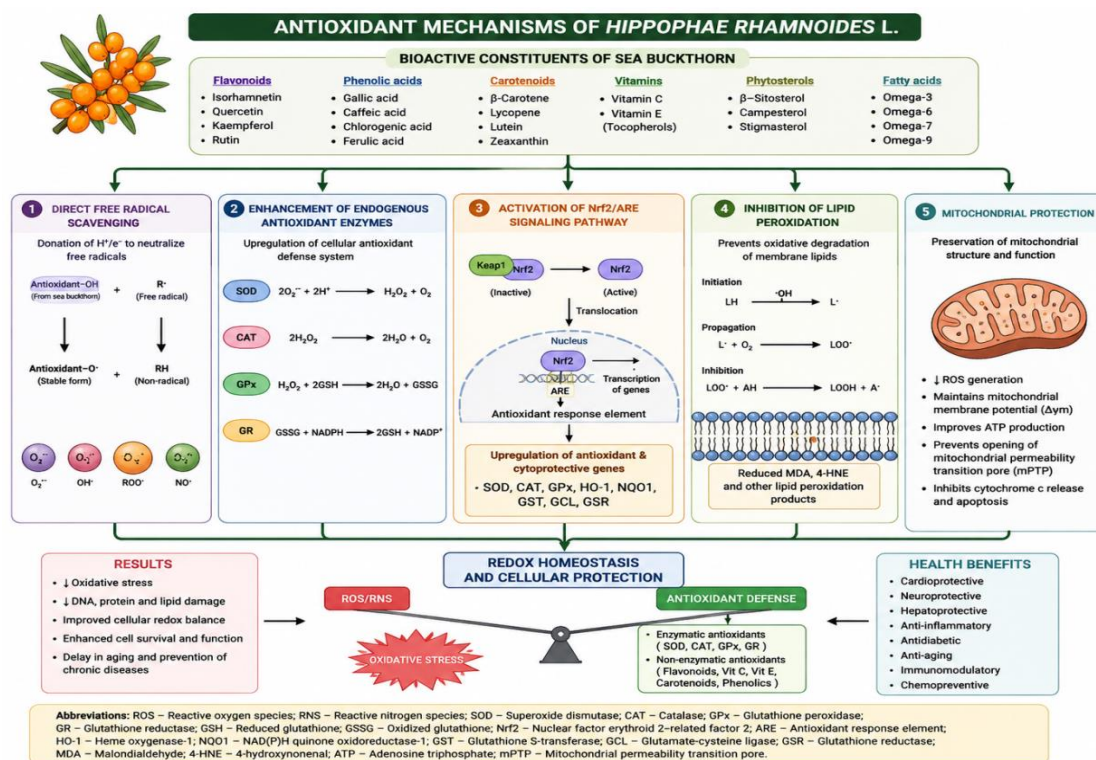 ANTIOXIDANT MECHANISMS OF HIPPOPHAE RHAMNOIDES L.
BIOACTIVE CONSTITUENTS OF SEA BUCKTHORN
Flavonoids
• Isorhamnetin
• Quercetin
• Kaempferol
• Rutin
Phenolic acids
• Gallic acid
• Caffeic acid
• Chlorogenic acid
• Ferulic acid
Carotenoids
• β-Carotene
• Lycopene
• Lutein
• Zeaxanthin
Vitamins
• Vitamin C
• Vitamin E
(Tocopherols)
Phytosterols
• β–Sitosterol
• Campesterol
• Stigmasterol
Fatty acids
• Omega-3
• Omega-6
• Omega-7
• Omega-9
1 DIRECT FREE RADICAL
SCAVENGING
Donation of H⁺/e⁻ to neutralize
free radicals
Antioxidant–OH + R·
(From sea buckthorn) (Free radical)
Antioxidant–O· + RH
(Stable form) (Non-radical)
O₂·⁻ OH· ROO· NO·
2 ENHANCEMENT OF ENDOGENOUS
ANTIOXIDANT ENZYMES
Upregulation of cellular antioxidant
defense system
SOD 2O₂·⁻ + 2H⁺ → H₂O₂ + O₂
CAT 2H₂O₂ → 2H₂O + O₂
GPx H₂O₂ + 2GSH → 2H₂O + GSSG
GR GSSG + NADPH → 2GSH + NADP⁺
3 ACTIVATION OF Nrf2/ARE
SIGNALING PATHWAY
Keap1 Nrf2 → Nrf2
(Inactive) (Active)
Translocation
Nucleus
Nrf2
Transcription
of genes
ARE
Antioxidant response element
Upregulation of antioxidant &
cytoprotective genes
• SOD, CAT, GPx, HO-1, NQO1,
GST, GCL, GSR
4 INHIBITION OF LIPID
PEROXIDATION
Prevents oxidative degradation
of membrane lipids
Initiation
·OH
LH → L·
Propagation
L· + O₂ → LOO·
Inhibition
LOO· + AH → LOOH + A·
Reduced MDA, 4-HNE
and other lipid peroxidation
products
5 MITOCHONDRIAL PROTECTION
Preservation of mitochondrial
structure and function
• ↓ ROS generation
• Maintains mitochondrial
membrane potential (Δψm)
• Improves ATP production
• Prevents opening of
mitochondrial permeability
transition pore (mPTP)
• Inhibits cytochrome c release
and apoptosis
RESULTS
• ↓ Oxidative stress
• ↓ DNA, protein and lipid damage
• Improved cellular redox balance
• Enhanced cell survival and function
• Delay in aging and prevention of
chronic diseases
REDOX HOMEOSTASIS
AND CELLULAR PROTECTION
ROS/RNS
OXIDATIVE STRESS
ANTIOXIDANT DEFENSE
• Enzymatic antioxidants
( SOD, CAT, GPx, GR )
• Non-enzymatic antioxidants
( Flavonoids, Vit C, Vit E,
Carotenoids, Phenolics )
HEALTH BENEFITS
• Cardioprotective
• Neuroprotective
• Hepatoprotective
• Anti-inflammatory
• Antidiabetic
• Anti-aging
• Immunomodulatory
• Chemopreventive
Abbreviations: ROS – Reactive oxygen species; RNS – Reactive nitrogen species; SOD – Superoxide dismutase; CAT – Catalase; GPx – Glutathione peroxidase;
GR – Glutathione reductase; GSH – Reduced glutathione; GSSG – Oxidized glutathione; Nrf2 – Nuclear factor erythroid 2–related factor 2; ARE – Antioxidant response element;
HO-1 – Heme oxygenase-1; NQO1 – NAD(P)H quinone oxidoreductase-1; GST – Glutathione S-transferase; GCL – Glutamate-cysteine ligase; GSR – Glutathione reductase;
MDA – Malondialdehyde; 4-HNE – 4-hydroxynonenal; ATP – Adenosine triphosphate; mPTP – Mitochondrial permeability transition pore.